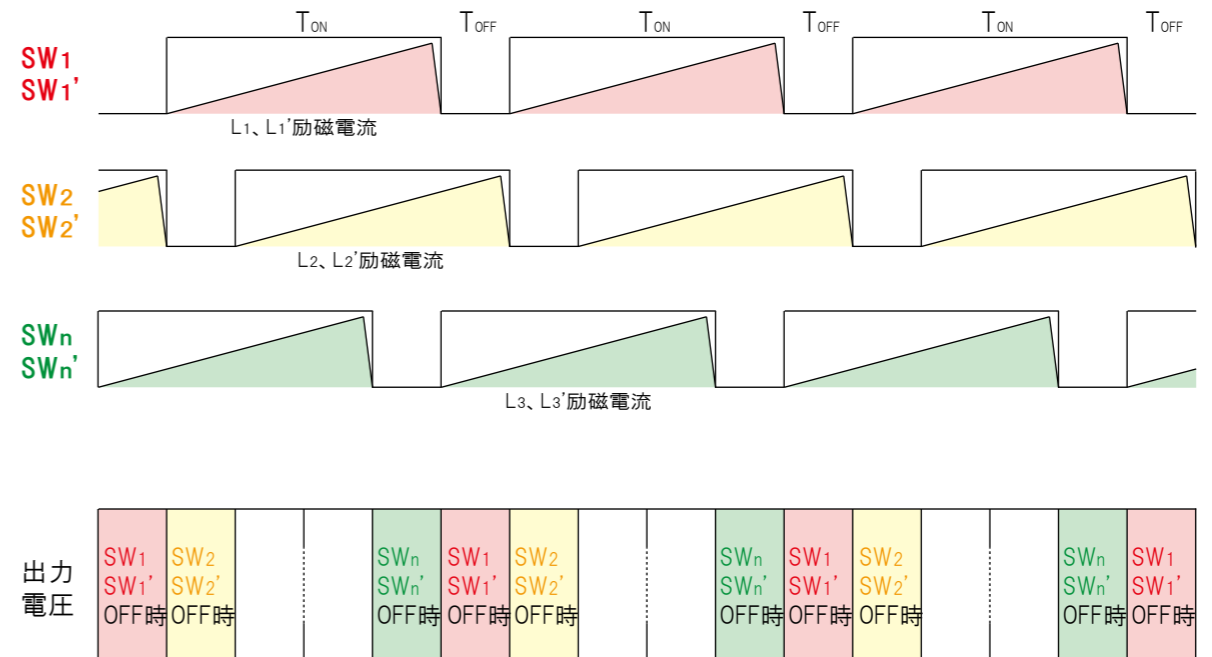 TON TOFF TON TOFF TON TOFF
SW1
SW1'
L1、L1'励磁電流
SW2
SW2'
L2、L2'励磁電流
SWn
SWn'
L3、L3'励磁電流
出力
電圧
SW1
SW1'
OFF時
SW2
SW2'
OFF時
SWn
SWn'
OFF時
SW1
SW1'
OFF時
SW2
SW2'
OFF時
SWn
SWn'
OFF時
SW1
SW1'
OFF時
SW2
SW2'
OFF時
SWn
SWn'
OFF時
SW1
SW1'
OFF時